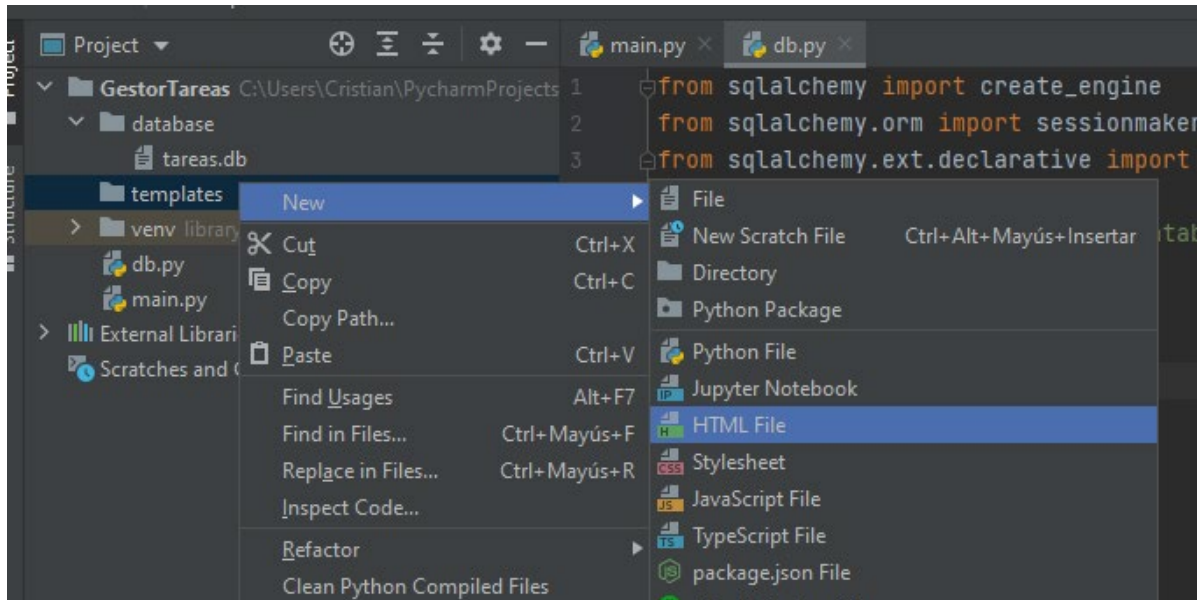 Project
Project
main.py
db.py
GestorTareas C:\Users\Cristian\PycharmProjects
database
tareas.db
templates
venv library
db.py
main.py
External Librari
Scratches and
Structure
1 from sqlalchemy import create_engine
2 from sqlalchemy.orm import sessionmaker
3 from sqlalchemy.ext.declarative import
New
Cut Ctrl+X
Copy Ctrl+C
Copy Path...
Paste Ctrl+V
Find Usages Alt+F7
Find in Files... Ctrl+Mayús+F
Replace in Files... Ctrl+Mayús+R
Inspect Code...
Refactor
Clean Python Compiled Files
File
New Scratch File Ctrl+Alt+Mayús+Insertar
Directory
Python Package
Python File
Jupyter Notebook
HTML File
Stylesheet
JavaScript File
TypeScript File
package.json File